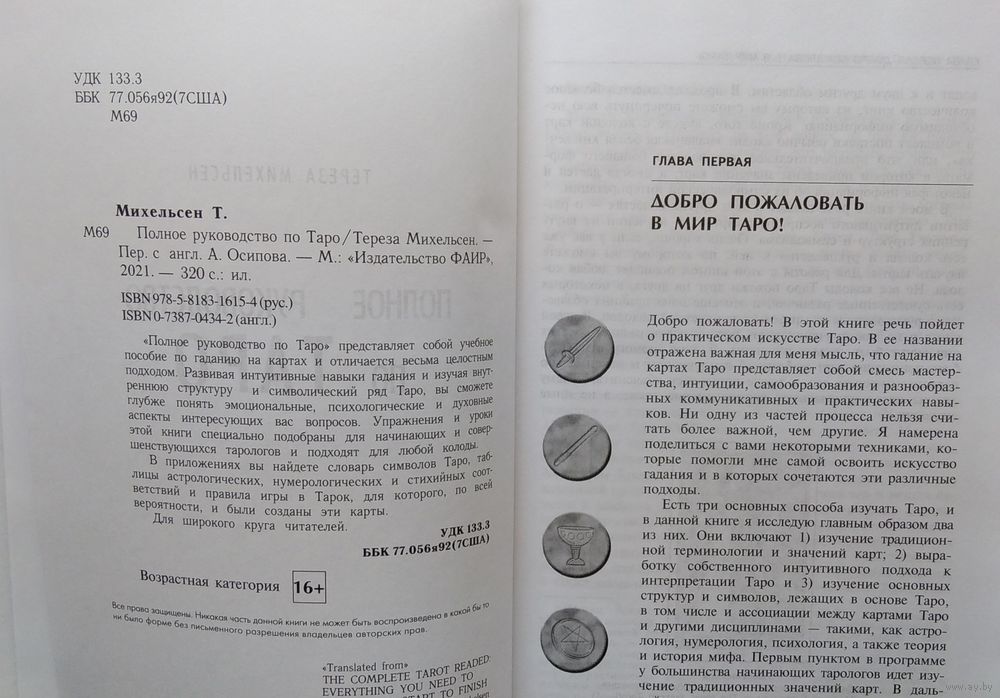 УДК 133.3
ББК 77.056я92(7США)
М69
Михельсен Т.
М69 Полное руководство по Таро/Тереза Михельсен. —
Пер. с англ. А. Осипова. — М.: «Издательство ФАИР»,
2021. — 320 с.: ил.
ISBN 978-5-8183-1615-4 (рус.)
ISBN 0-7387-0434-2 (англ.)
«Полное руководство по Таро» представляет собой учебное
пособие по гаданию на картах и отличается весьма целостным
подходом. Развивая интуитивные навыки гадания и изучая внут-
реннюю структуру и символический ряд Таро, вы сможете
глубже понять эмоциональные, психологические и духовные
аспекты интересующих вас вопросов. Упражнения и уроки
этой книги специально подобраны для начинающих и совер-
шенствующихся тарологов и подходят для любой колоды.
В приложениях вы найдете словарь символов Таро, таб-
лицы астрологических, нумерологических и стихийных соот-
ветствий и правила игры в Тарок, для которого, по всей
вероятности, и были созданы эти карты.
Для широкого круга читателей.
УДК 133.3
ББК 77.056я92(7США)
Возрастная категория 16+
Все права защищены. Никакая часть данной книги не может быть воспроизведена в какой бы то
ни было форме без письменного разрешения владельцев авторских прав.
«Translated from»
THE COMPLETE TAROT READER:
EVERYTHING YOU NEED TO
START TO FINISH
ГЛАВА ПЕРВАЯ
ДОБРО ПОЖАЛОВАТЬ
В МИР ТАРО!
Добро пожаловать! В этой книге речь пойдет
о практическом искусстве Таро. В ее названии
отражена важная для меня мысль, что гадание на
картах Таро представляет собой смесь мастер-
ства, интуиции, самообразования и разнообраз-
ных коммуникативных и практических навы-
ков. Ни одну из частей процесса нельзя счи-
тать более важной, чем другие. Я намерена
поделиться с вами некоторыми техниками, ко-
торые помогли мне самой освоить искусство
гадания и в которых сочетаются эти различные
подходы.
Есть три основных способа изучать Таро, и
в данной книге я исследую главным образом два
из них. Они включают 1) изучение традицион-
ной терминологии и значений карт; 2) выра-
ботку собственного интуитивного подхода к
интерпретации Таро и 3) изучение основных
структур и символов, лежащих в основе Таро,
в том числе и ассоциации между картами Таро
и другими дисциплинами — такими, как астро-
логия, нумерология, психология, а также теория
и история мифа. Первым пунктом в программе
у большинства начинающих тарологов идет изу-
чение традиционных значений карт. В даль-
www.ay.by